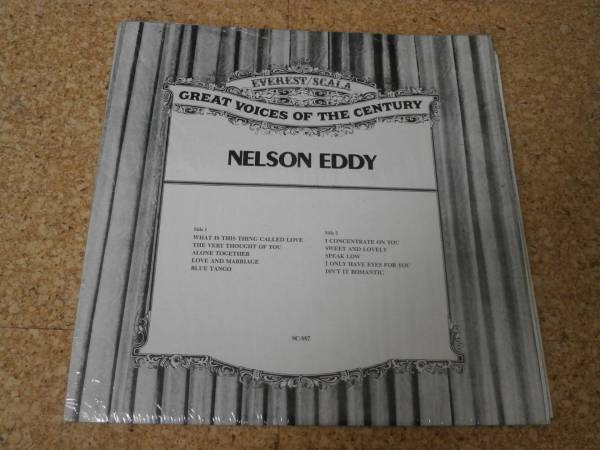 EVEREST/SCALA
GREAT VOICES OF THE CENTURY
NELSON EDDY
Side 1
WHAT IS THIS THING CALLED LOVE
THE VERY THOUGHT OF YOU
ALONE TOGETHER
LOVE AND MARRIAGE
BLUE TANGO
Side 2
I CONCENTRATE ON YOU
SWEET AND LOVELY
SPEAK LOW
I ONLY HAVE EYES FOR YOU
ISN'T IT ROMANTIC